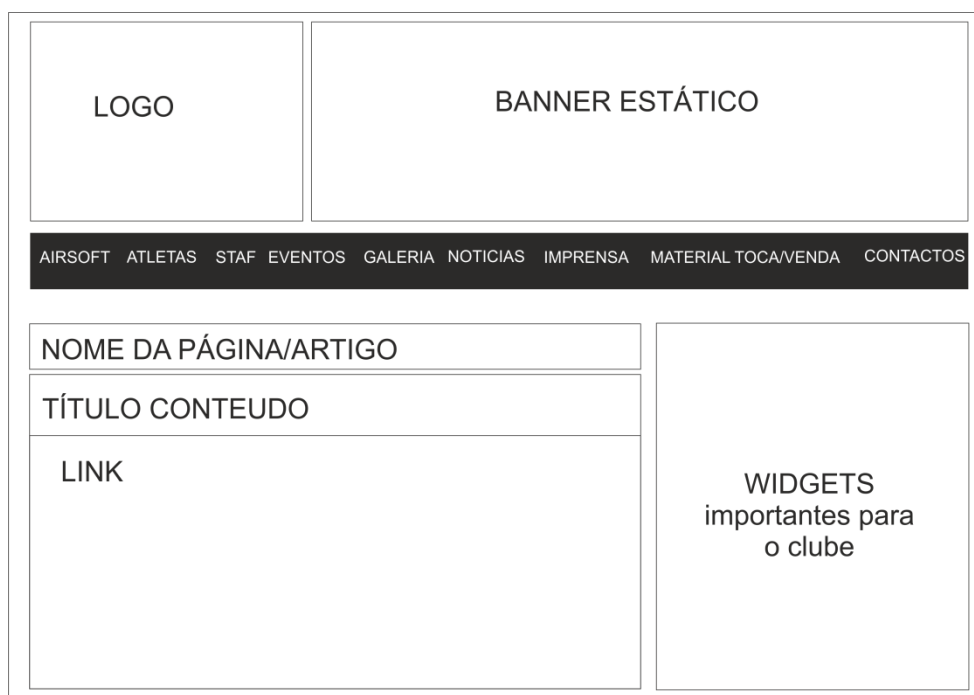 LOGO
BANNER ESTÁTICO
AIRSOFT ATLETAS STAF EVENTOS GALERIA NOTICIAS IMPRENSA MATERIAL TOCA/VENDA CONTACTOS
NOME DA PÁGINA/ARTIGO
TÍTULO CONTEUDO
LINK
WIDGETS
importantes para
o clube